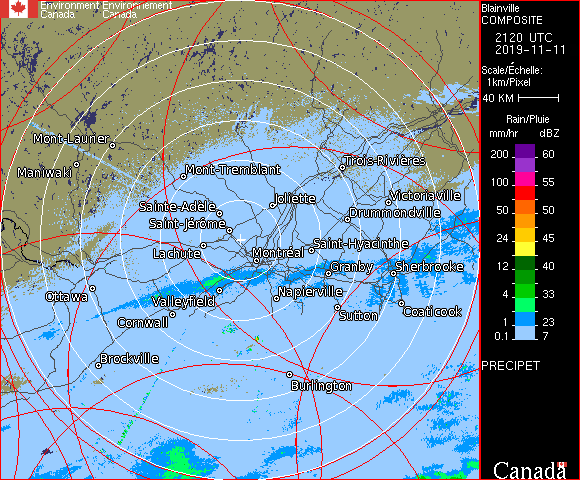 Environment Environnement
Canada Canada
Mont-Laurier
Maniwaki
Mont-Tremblant
Trois-Rivières
Sainte-Adèle
Joliette
Victoriaville
Saint-Jérôme
Drummondville
Lachute
Montréal
Saint-Hyacinthe
Granby
Sherbrooke
Ottawa
Valleyfield
Napierville
Cornwall
Sutton
Coaticook
Brockville
Burlington
Blainville
COMPOSITE
2120 UTC
2019-11-11
Scale/Échelle:
1km/Pixel
40 KM
Rain/Pluie
mm/hr dBZ
200 60
57
100 55
50 50
24 45
12 40
4 33
1 23
0.1 7
PRECIPET
Canada